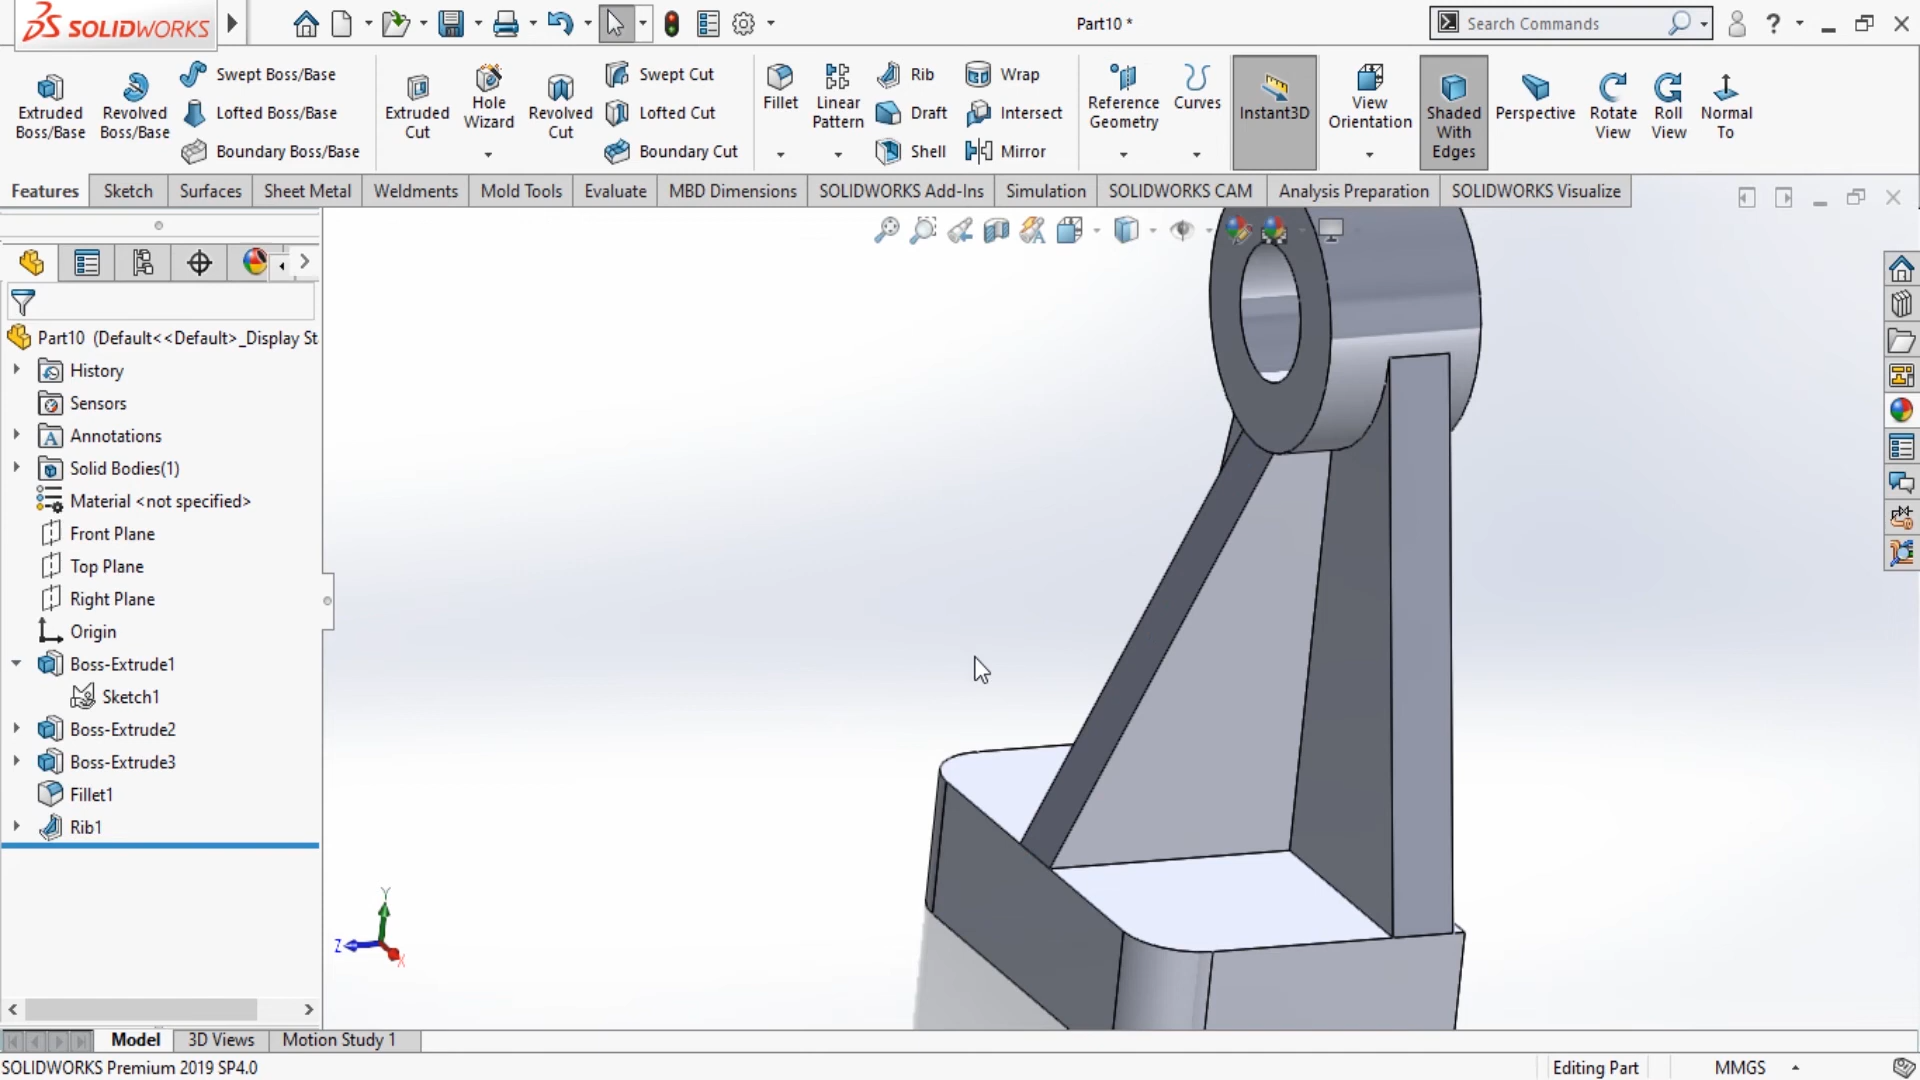 SOLIDWORKS
Part10 *
Search Commands
?
Extruded Boss/Base
Revolved Boss/Base
Swept Boss/Base
Lofted Boss/Base
Boundary Boss/Base
Extruded Cut
Hole Wizard
Revolved Cut
Swept Cut
Lofted Cut
Boundary Cut
Fillet
Linear Pattern
Rib
Draft
Shell
Wrap
Intersect
Mirror
Reference Geometry
Curves
Instant3D
View Orientation
Shaded With Edges
Perspective
Rotate View
Roll View
Normal To
Features
Sketch
Surfaces
Sheet Metal
Weldments
Mold Tools
Evaluate
MBD Dimensions
SOLIDWORKS Add-Ins
Simulation
SOLIDWORKS CAM
Analysis Preparation
SOLIDWORKS Visualize
Part10 (Default<<Default>_Display St
History
Sensors
Annotations
Solid Bodies(1)
Material <not specified>
Front Plane
Top Plane
Right Plane
Origin
Boss-Extrude1
Sketch1
Boss-Extrude2
Boss-Extrude3
Fillet1
Rib1
Y
Z
X
Model
3D Views
Motion Study 1
SOLIDWORKS Premium 2019 SP4.0
Editing Part
MMGS